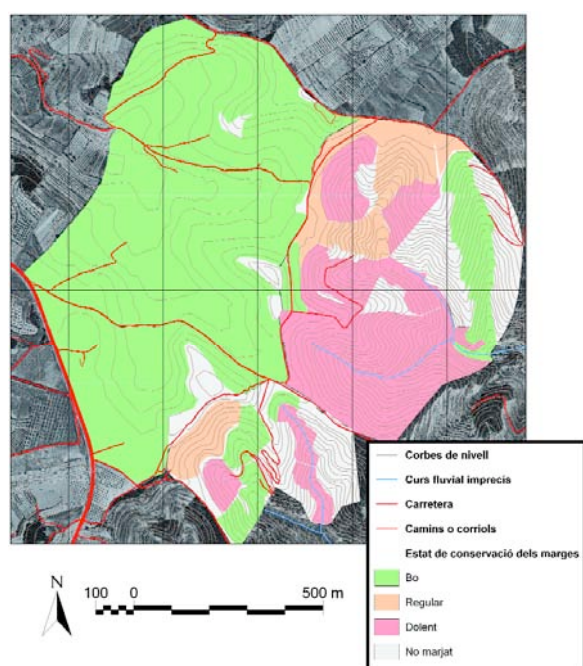 Corbes de nivell
Curs fluvial imprecís
Carretera
Camins o corriols
Estat de conservació dels marges
Bo
Regular
Dolent
No marjat
N
100 0 500 m